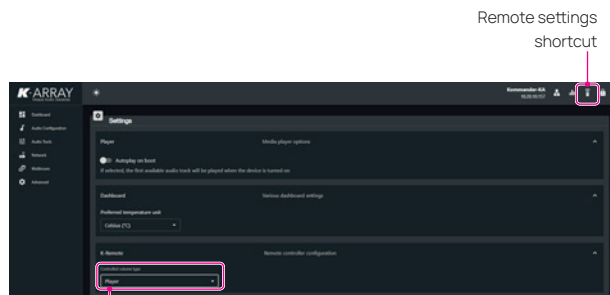 Remote settings
shortcut
K-ARRAY
Kommander-KA
Dashboard
Audio Configuration
Audio Tools
Network
Multiroom
Advanced
Settings
Player
Media player options
Autoplay on boot
If selected, the first available audio track will be played when the device is turned on
Dashboard
Various dashboard settings
Preferred temperature unit
Celsius (°C)
K-Remote
Remote controller configuration
Controlled volume type
Player